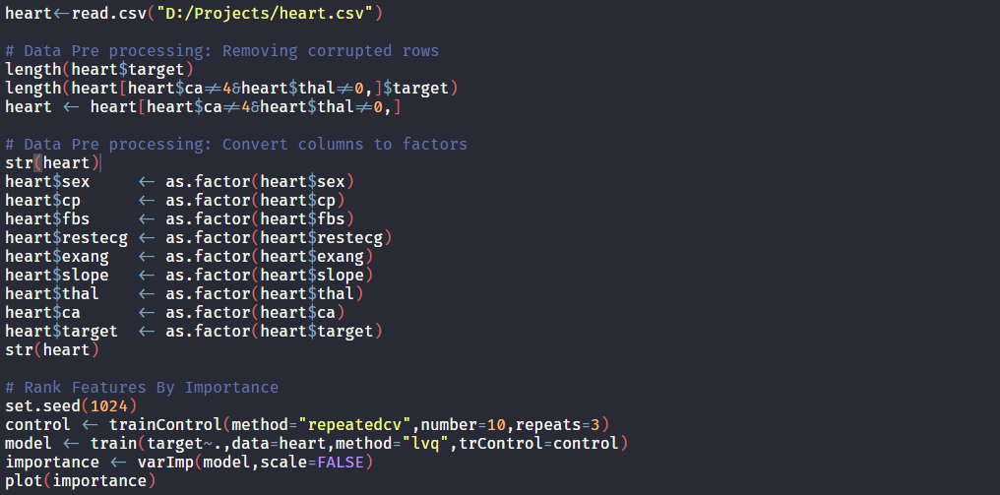 heart<-read.csv("D:/Projects/heart.csv")
# Data Pre processing: Removing corrupted rows
length(heart$target)
length(heart[heart$ca!=4&heart$thal!=0,]$target)
heart <- heart[heart$ca!=4&heart$thal!=0,]
# Data Pre processing: Convert columns to factors
str(heart)
heart$sex     <- as.factor(heart$sex)
heart$cp      <- as.factor(heart$cp)
heart$fbs     <- as.factor(heart$fbs)
heart$restecg <- as.factor(heart$restecg)
heart$exang   <- as.factor(heart$exang)
heart$slope   <- as.factor(heart$slope)
heart$thal    <- as.factor(heart$thal)
heart$ca      <- as.factor(heart$ca)
heart$target  <- as.factor(heart$target)
str(heart)
# Rank Features By Importance
set.seed(1024)
control <- trainControl(method="repeatedcv",number=10,repeats=3)
model <- train(target~.,data=heart,method="lvq",trControl=control)
importance <- varImp(model,scale=FALSE)
plot(importance)